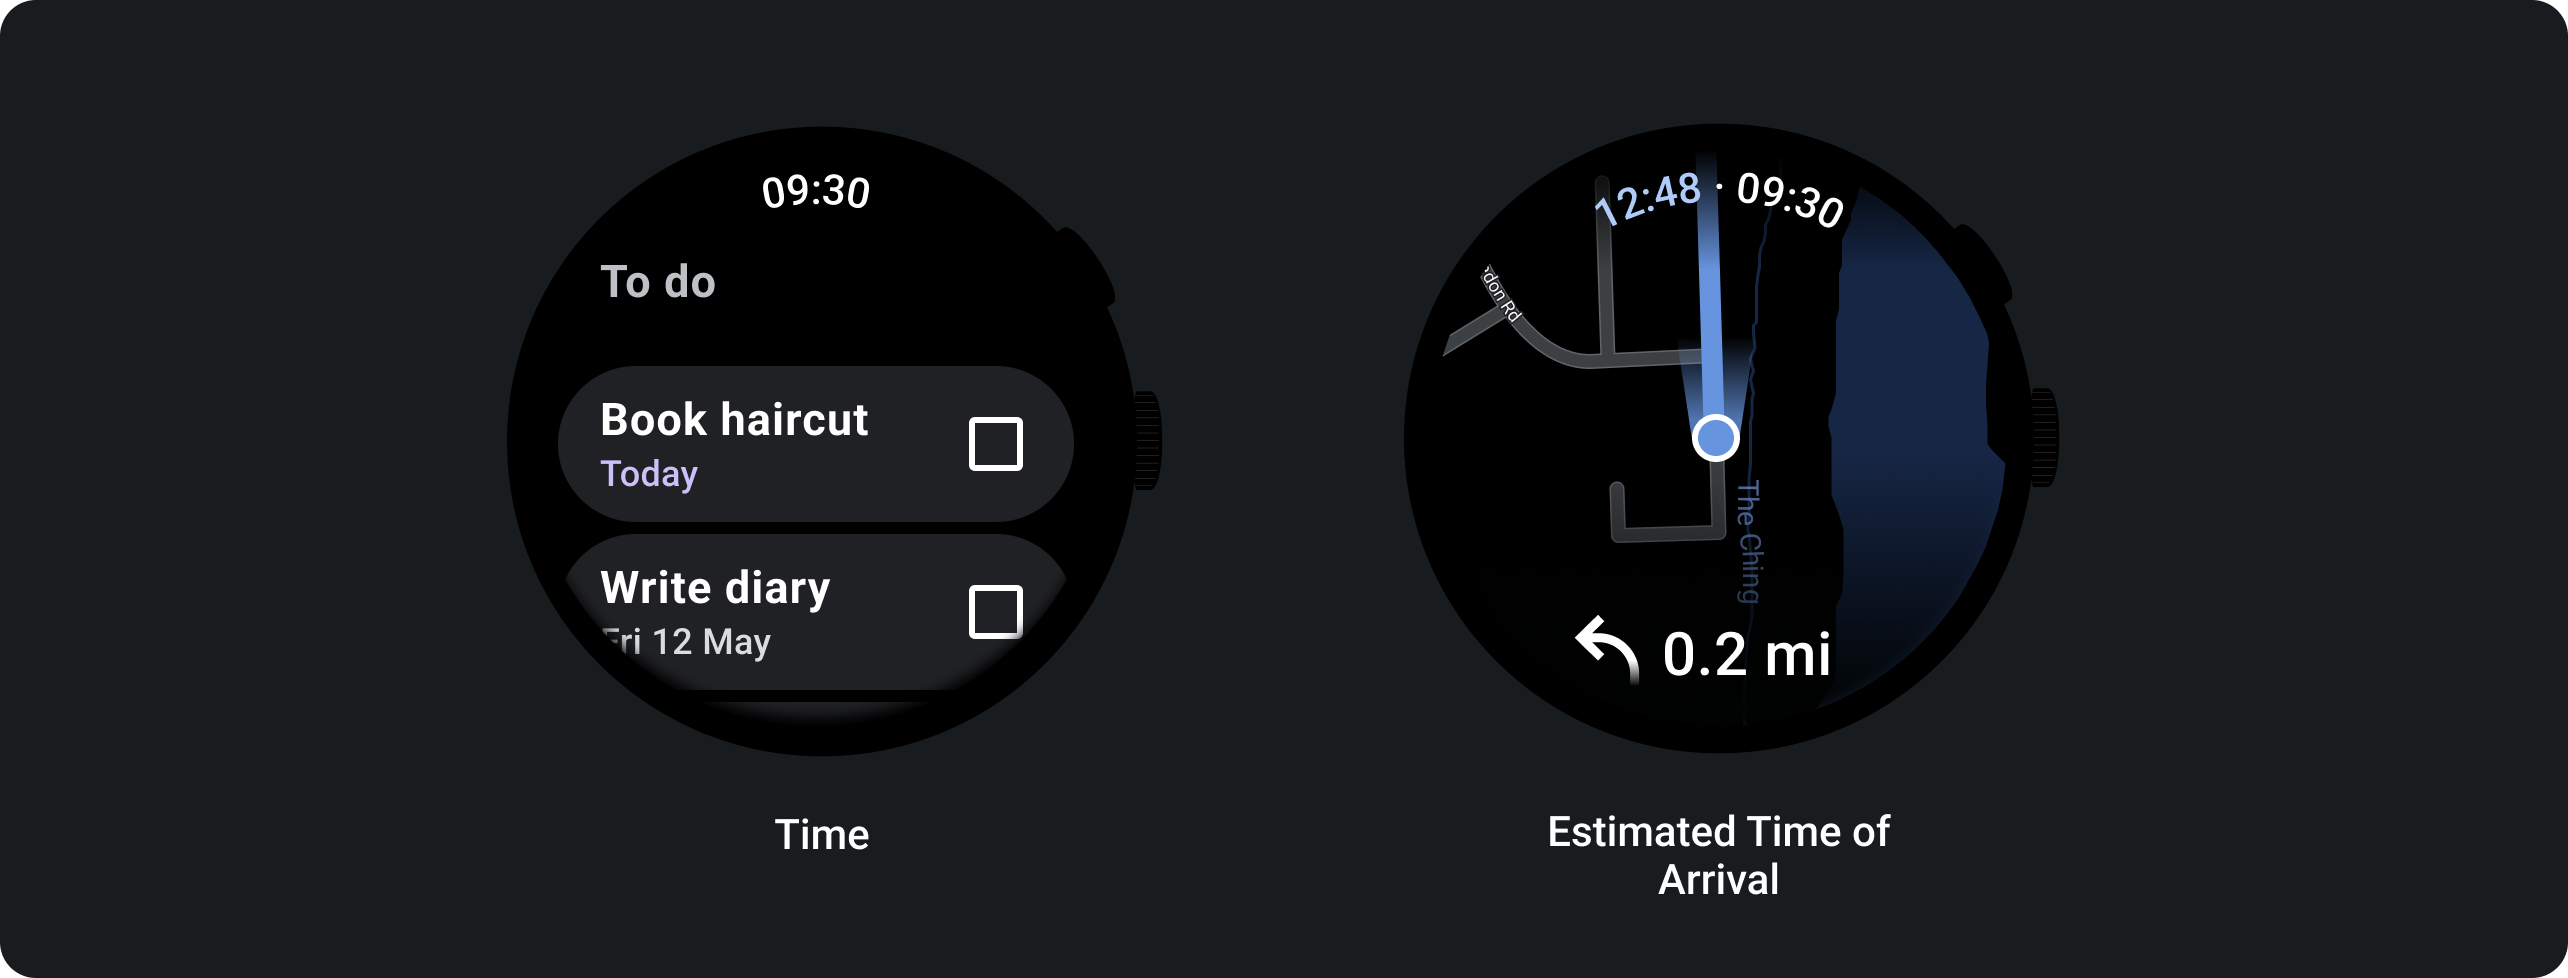 09:30
To do
Book haircut
Today
Write diary
Fri 12 May
Time
12:48 · 09:30
Rd
The Ching
0.2 mi
Estimated Time of
Arrival